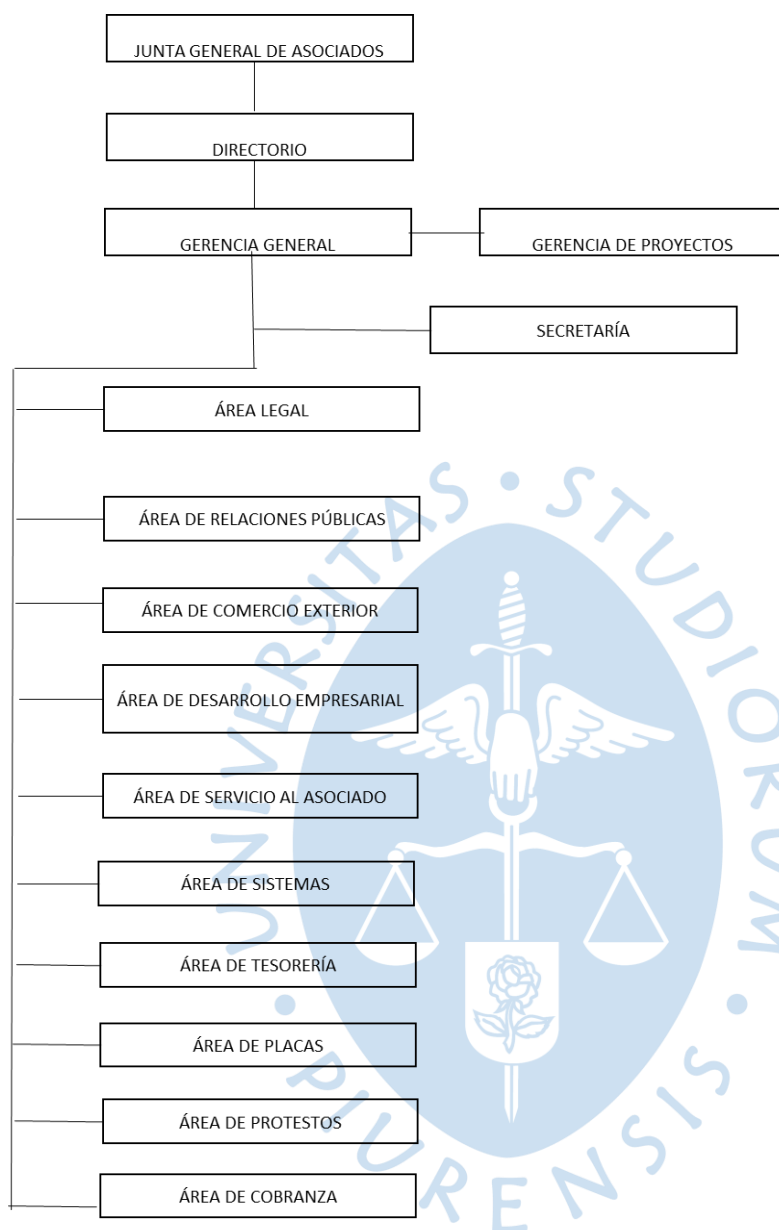 JUNTA GENERAL DE ASOCIADOS
DIRECTORIO
GERENCIA GENERAL
GERENCIA DE PROYECTOS
SECRETARÍA
ÁREA LEGAL
ÁREA DE RELACIONES PÚBLICAS
ÁREA DE COMERCIO EXTERIOR
ÁREA DE DESARROLLO EMPRESARIAL
ÁREA DE SERVICIO AL ASOCIADO
ÁREA DE SISTEMAS
ÁREA DE TESORERÍA
ÁREA DE PLACAS
ÁREA DE PROTESTOS
ÁREA DE COBRANZA
UNIVERSITAS • STUDIORUM • PIURENSIS •